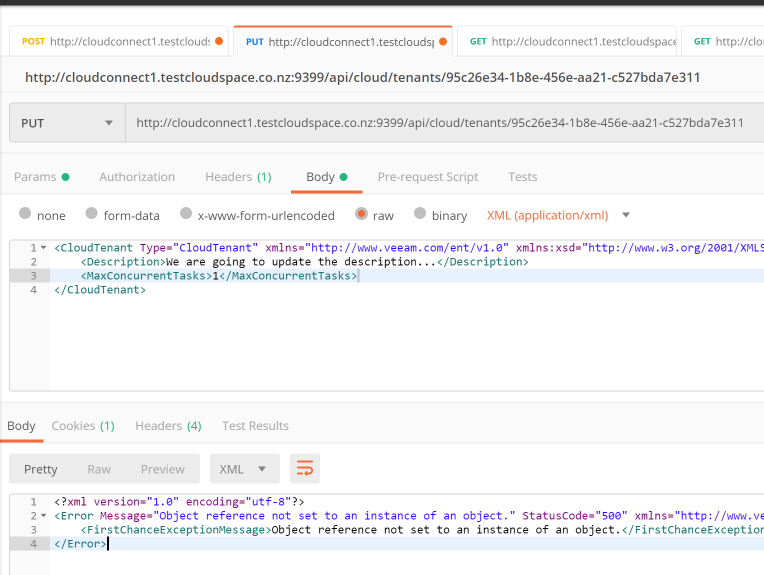 POST http://cloudconnect1.testclouds
PUT http://cloudconnect1.testcloudsp
GET http://cloudconnect1.testcloudspace
GET http://clo
http://cloudconnect1.testcloudspace.co.nz:9399/api/cloud/tenants/95c26e34-1b8e-456e-aa21-c527bda7e311
PUT http://cloudconnect1.testcloudspace.co.nz:9399/api/cloud/tenants/95c26e34-1b8e-456e-aa21-c527bda7e311
Params Authorization Headers (1) Body Pre-request Script Tests
none form-data x-www-form-urlencoded raw binary XML (application/xml)
1 <CloudTenant Type="CloudTenant" xmlns="http://www.veeam.com/ent/v1.0" xmlns:xsd="http://www.w3.org/2001/XMLS
2 <Description>We are going to update the description...</Description>
3 <MaxConcurrentTasks>1</MaxConcurrentTasks>
4 </CloudTenant>
Body Cookies (1) Headers (4) Test Results
Pretty Raw Preview XML
1 <?xml version="1.0" encoding="utf-8"?>
2 <Error Message="Object reference not set to an instance of an object." StatusCode="500" xmlns="http://www.ve
3 <FirstChanceExceptionMessage>Object reference not set to an instance of an object.</FirstChanceException
4 </Error>